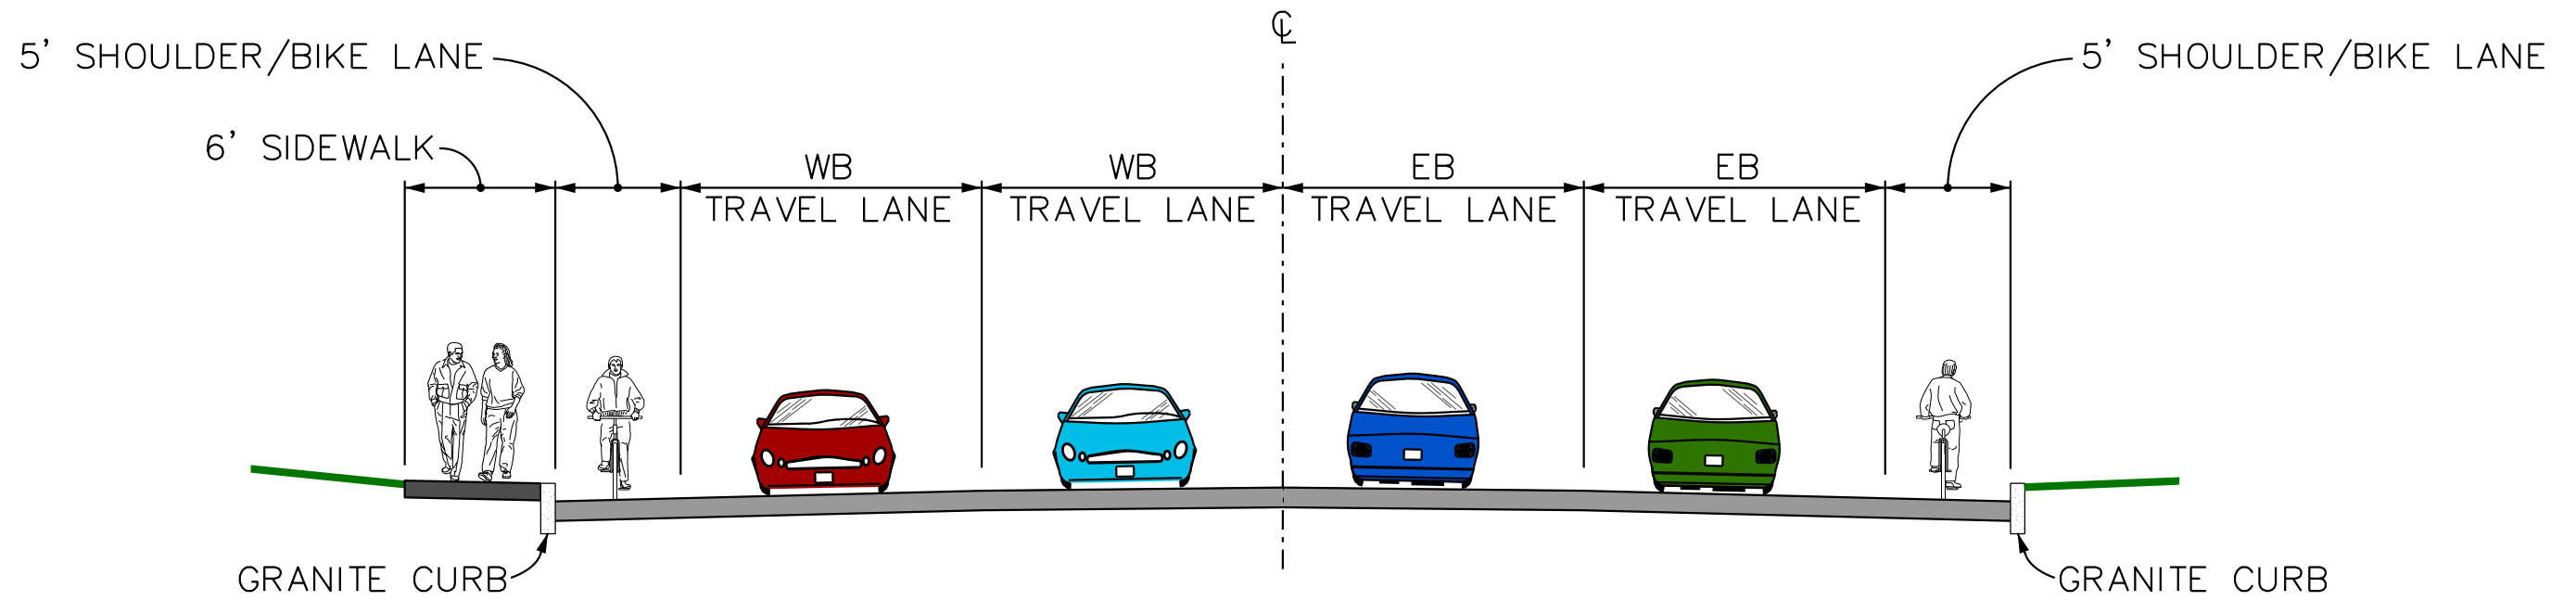 ℄
5' SHOULDER/BIKE LANE
5' SHOULDER/BIKE LANE
6' SIDEWALK
WB
TRAVEL LANE
WB
TRAVEL LANE
EB
TRAVEL LANE
EB
TRAVEL LANE
GRANITE CURB
GRANITE CURB